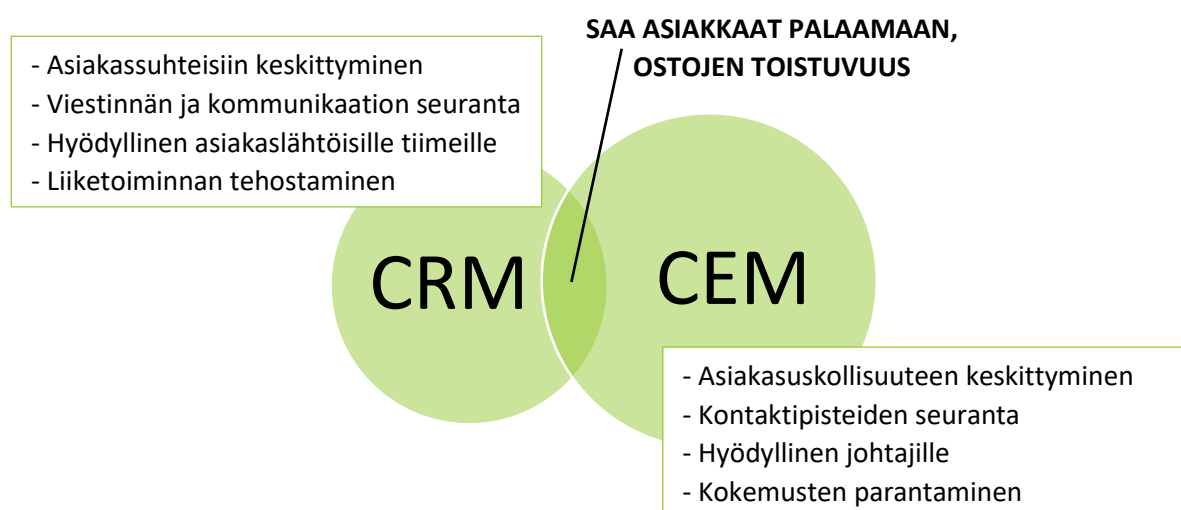 SAA ASIAKKAAT PALAAMAAN,
OSTOJEN TOISTUVUUS
- Asiakassuhteisiin keskittyminen
- Viestinnän ja kommunikaation seuranta
- Hyödyllinen asiakaslähtöisille tiimeille
- Liiketoiminnan tehostaminen
CRM
CEM
- Asiakasuskollisuuteen keskittyminen
- Kontaktipisteiden seuranta
- Hyödyllinen johtajille
- Kokemusten parantaminen